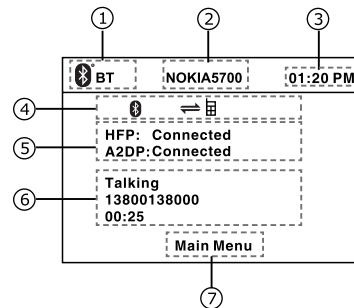 ① ② ③
BT NOKIA5700 01:20 PM
④
⑤ HFP: Connected
A2DP:Connected
⑥ Talking
13800138000
00:25
Main Menu
⑦